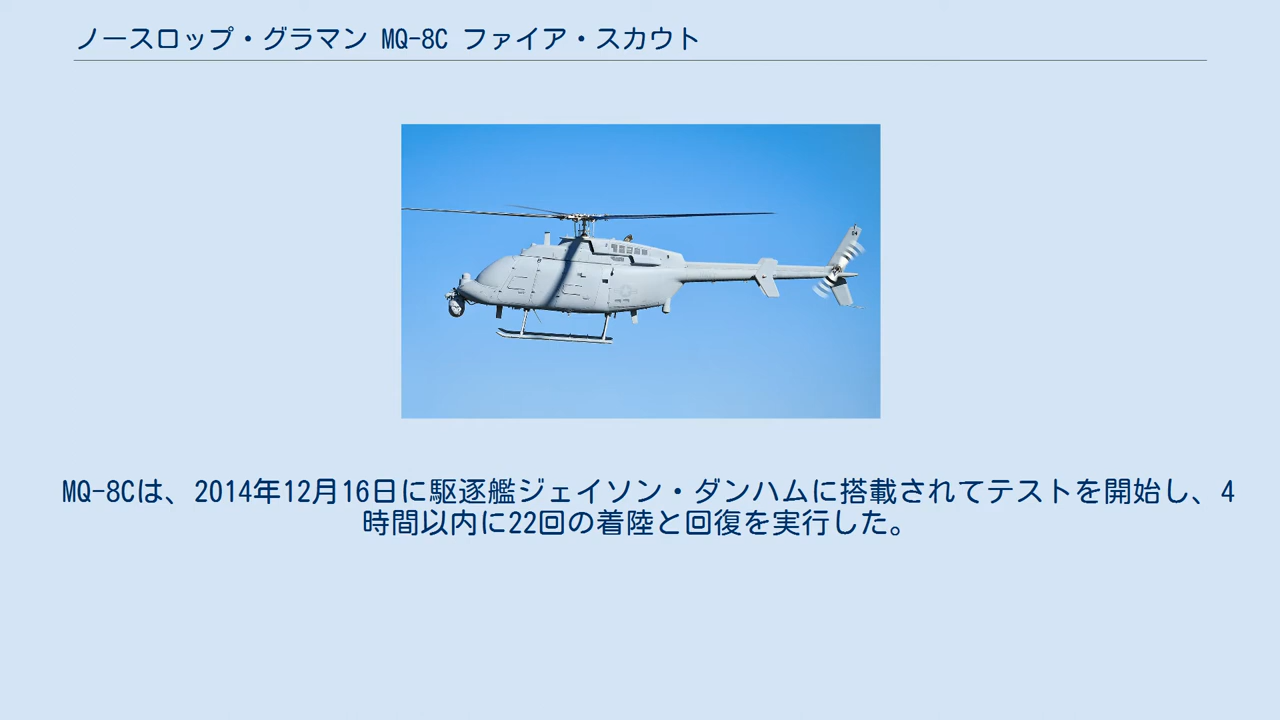 ノースロップ・グラマン MQ-8C ファイア・スカウト
MQ-8Cは、2014年12月16日に駆逐艦ジェイソン・ダンハムに搭載されてテストを開始し、4
時間以内に22回の着陸と回復を実行した。